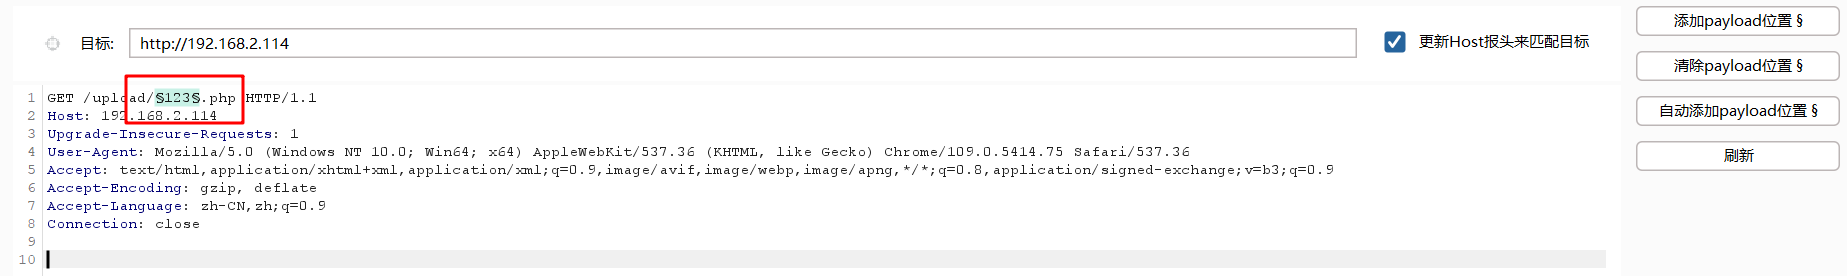 目标: http://192.168.2.114 更新Host报头来匹配目标
添加payload位置 §
清除payload位置 §
自动添加payload位置 §
刷新
1 GET /upload/§123§.php HTTP/1.1
2 Host: 192.168.2.114
3 Upgrade-Insecure-Requests: 1
4 User-Agent: Mozilla/5.0 (Windows NT 10.0; Win64; x64) AppleWebKit/537.36 (KHTML, like Gecko) Chrome/109.0.5414.75 Safari/537.36
5 Accept: text/html,application/xhtml+xml,application/xml;q=0.9,image/avif,image/webp,image/apng,*/*;q=0.8,application/signed-exchange;v=b3;q=0.9
6 Accept-Encoding: gzip, deflate
7 Accept-Language: zh-CN,zh;q=0.9
8 Connection: close
9
10